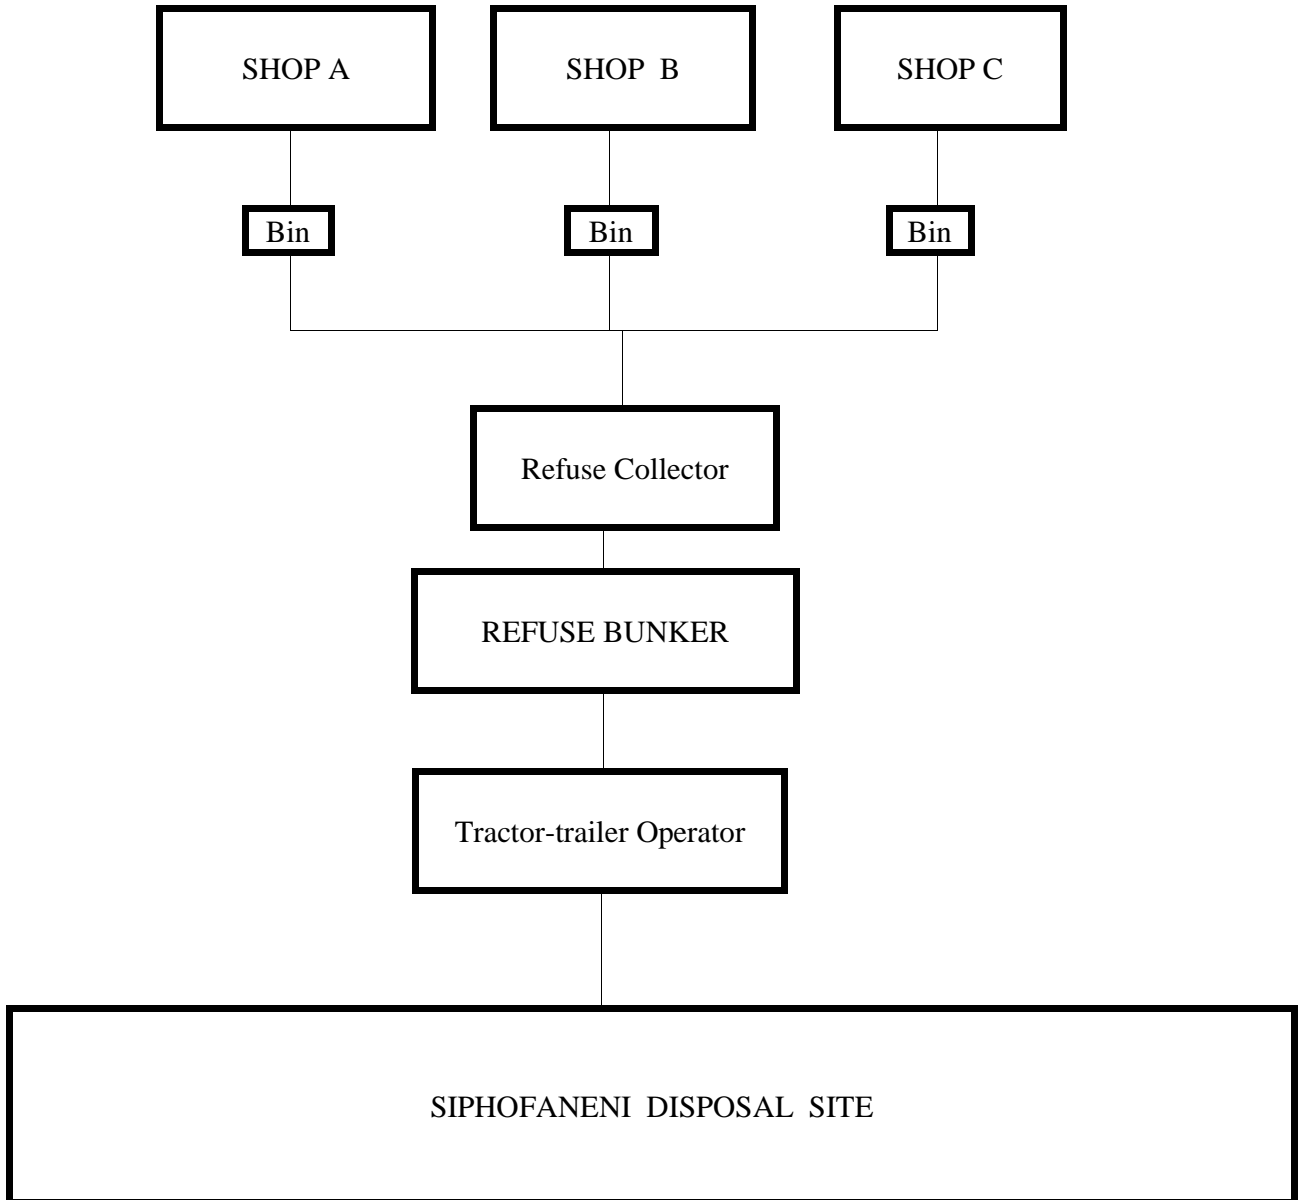 SHOP A
SHOP B
SHOP C
Bin
Bin
Bin
Refuse Collector
REFUSE BUNKER
Tractor-trailer Operator
SIPHOFANENI DISPOSAL SITE